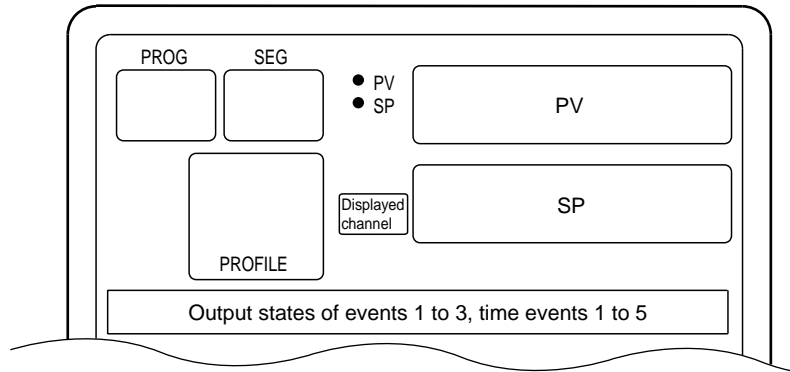 PROG
SEG
PV
SP
PV
Displayed
channel
SP
PROFILE
Output states of events 1 to 3, time events 1 to 5